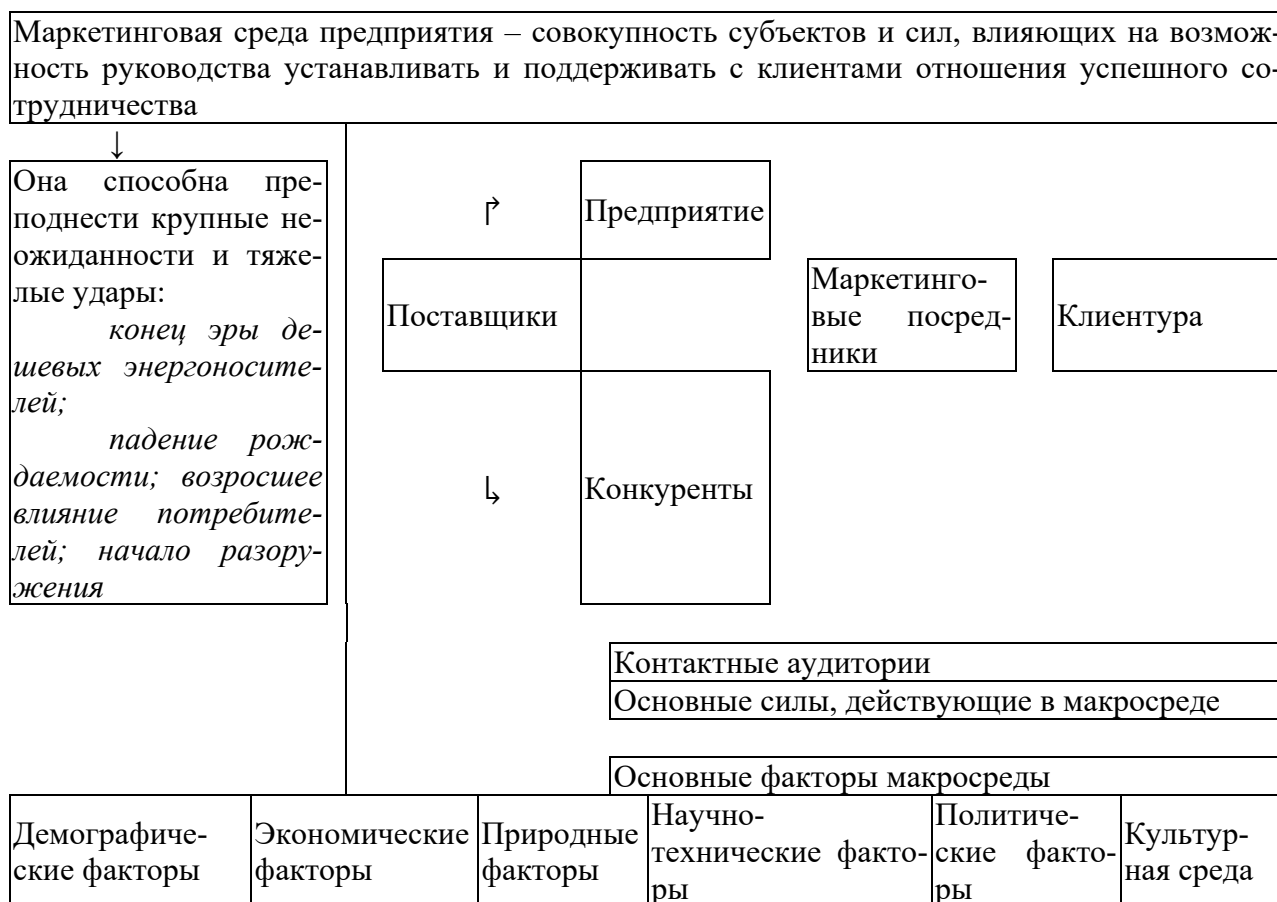 Маркетинговая среда предприятия – совокупность субъектов и сил, влияющих на возмож-
ность руководства устанавливать и поддерживать с клиентами отношения успешного со-
трудничества
↓
Она способна пре-
поднести крупные не-
ожиданности и тяже-
лые удары:
конец эры де-
шевых энергоносите-
лей;
падение рож-
даемости; возросшее
влияние потребите-
лей; начало разору-
жения
Предприятие
Поставщики
Маркетинго-
вые посред-
ники
Клиентура
Конкуренты
Контактные аудитории
Основные силы, действующие в макросреде
Основные факторы макросреды
Демографиче-
ские факторы
Экономические
факторы
Природные
факторы
Научно-
технические факто-
ры
Политиче-
ские факто-
ры
Культур-
ная среда